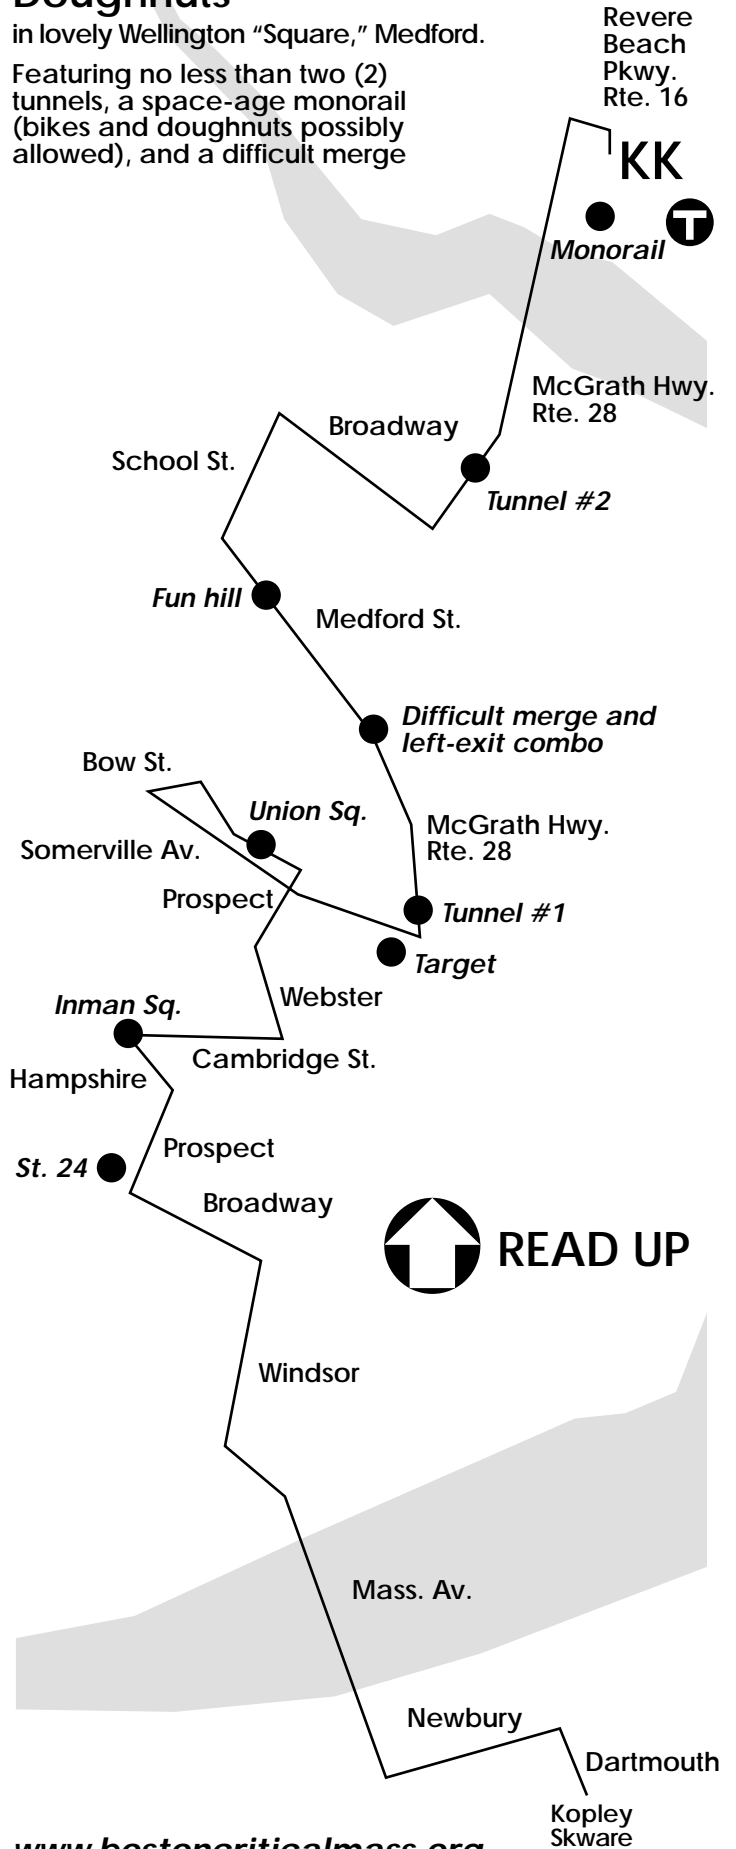 Doughnuts
in lovely Wellington “Square,” Medford.
Featuring no less than two (2)
tunnels, a space-age monorail
(bikes and doughnuts possibly
allowed), and a difficult merge
Revere
Beach
Pkwy.
Rte. 16
KK
T
Monorail
McGrath Hwy.
Rte. 28
Broadway
School St.
Tunnel #2
Fun hill
Medford St.
Difficult merge and
left-exit combo
Bow St.
Union Sq.
McGrath Hwy.
Rte. 28
Somerville Av.
Prospect
Tunnel #1
Target
Webster
Inman Sq.
Cambridge St.
Hampshire
Prospect
St. 24
Broadway
READ UP
Windsor
Mass. Av.
Newbury
Dartmouth
Kopley
Skware
www.bostoncriticalmass.org